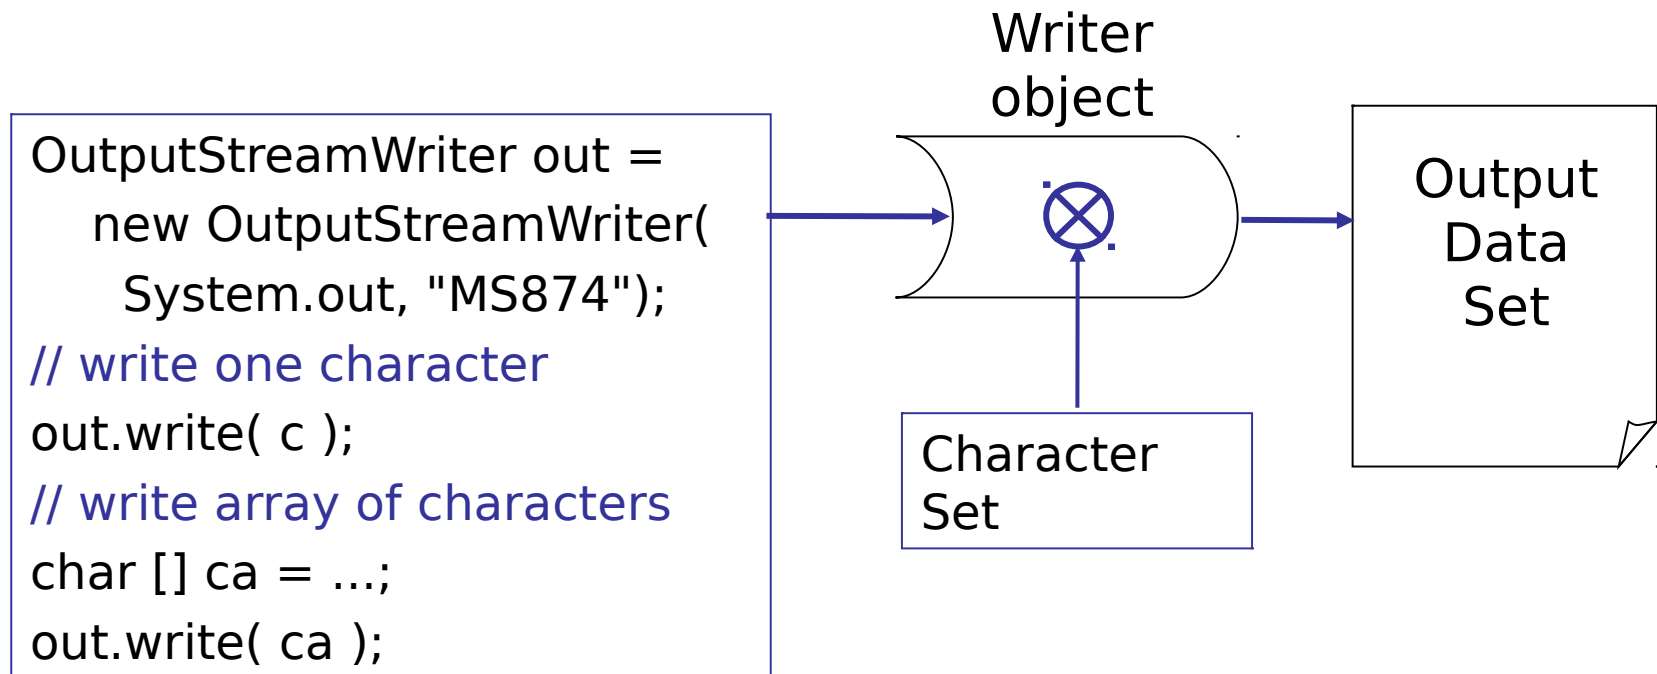 OutputStreamWriter out =
new OutputStreamWriter(
System.out, "MS874");
// write one character
out.write( c );
// write array of characters
char [] ca = ...;
out.write( ca );
Writer
object
Character
Set
Output
Data
Set